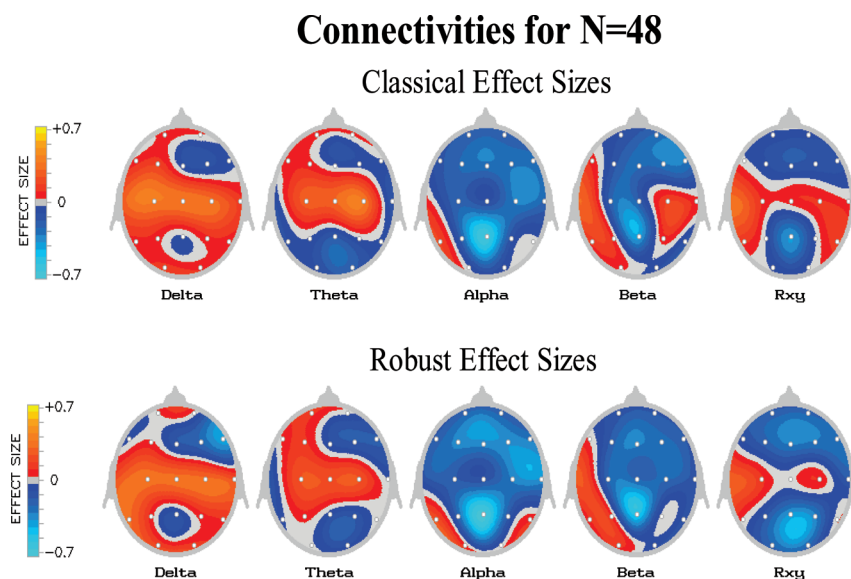 Connectivities for N=48
Classical Effect Sizes
EFFECT SIZE
+0.7
0
-0.7
Delta Theta Alpha Beta Rxy
Robust Effect Sizes
EFFECT SIZE
+0.7
0
-0.7
Delta Theta Alpha Beta Rxy